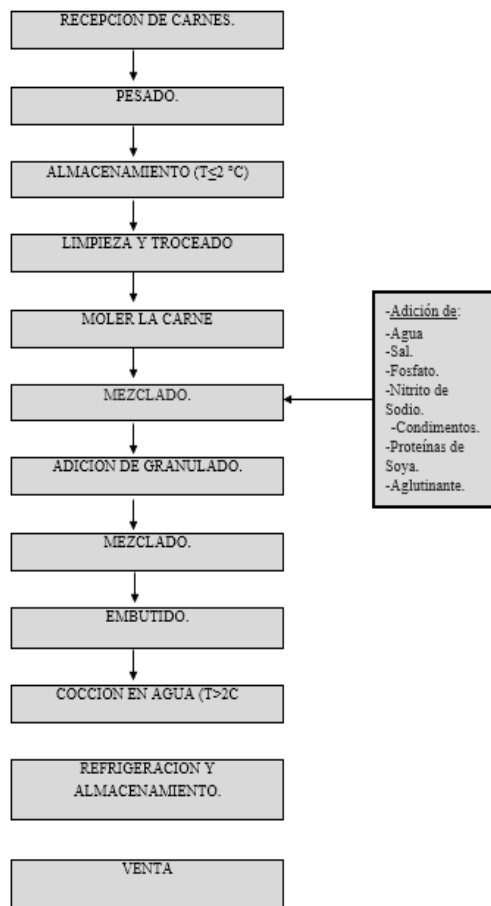 RECEPCION DE CARNES.
PESADO.
ALMACENAMIENTO (T≤2 °C)
LIMPIEZA Y TROCEADO
MOLER LA CARNE
MEZCLADO.
-Adición de:
-Agua
-Sal.
-Fosfato.
-Nitrito de
Sodio.
-Condimentos.
-Proteínas de
Soya.
-Aglutinante.
ADICION DE GRANULADO.
MEZCLADO.
EMBUTIDO.
COCCION EN AGUA (T>2C
REFRIGERACION Y
ALMACENAMIENTO.
VENTA